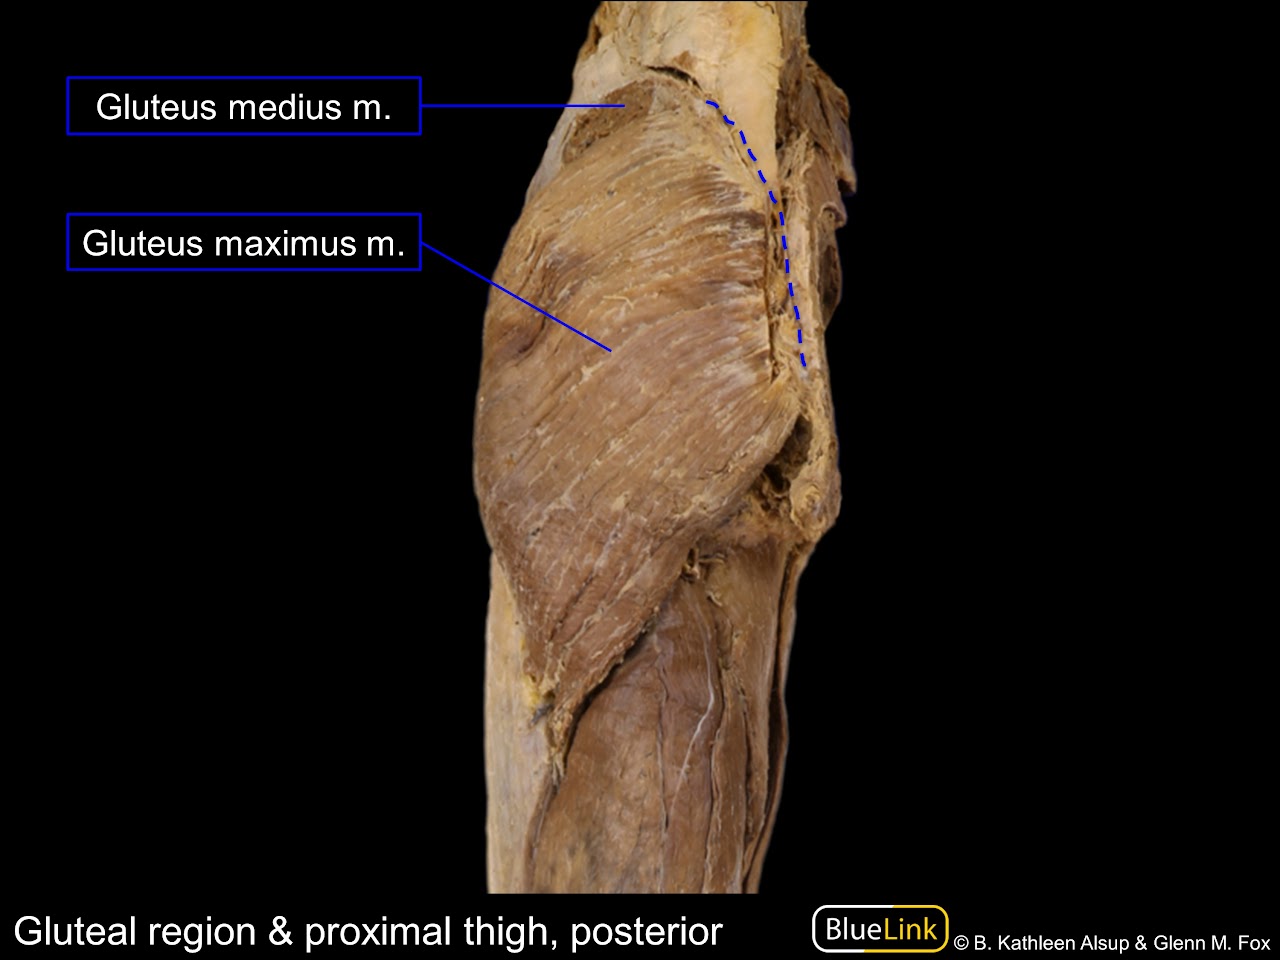 Gluteus medius m.
Gluteus maximus m.
Gluteal region & proximal thigh, posterior
BlueLink
© B. Kathleen Alsup & Glenn M. Fox